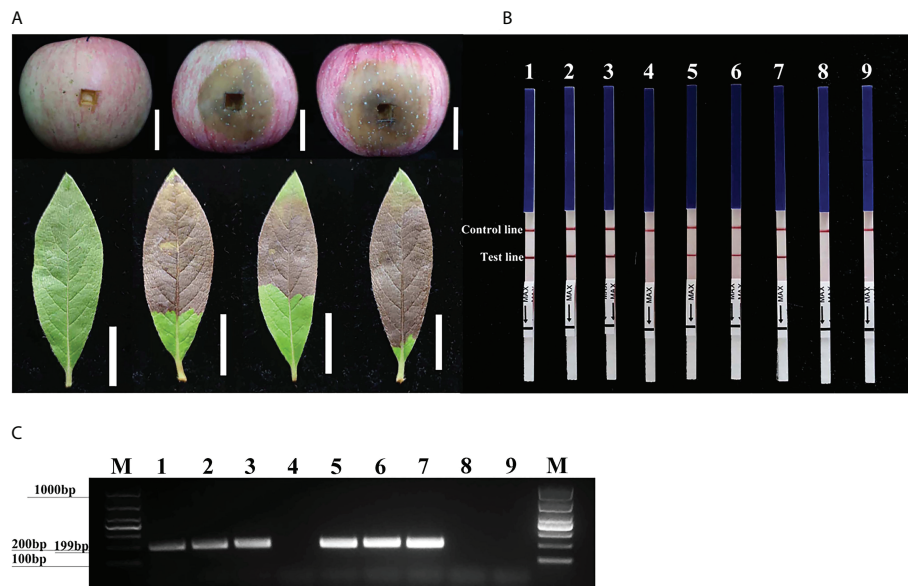 A
B
1 2 3 4 5 6 7 8 9
Control line
Test line
MAX MAX MAX MAX MAX MAX MAX MAX MAX
C
M 1 2 3 4 5 6 7 8 9 M
1000bp
200bp 199bp
100bp